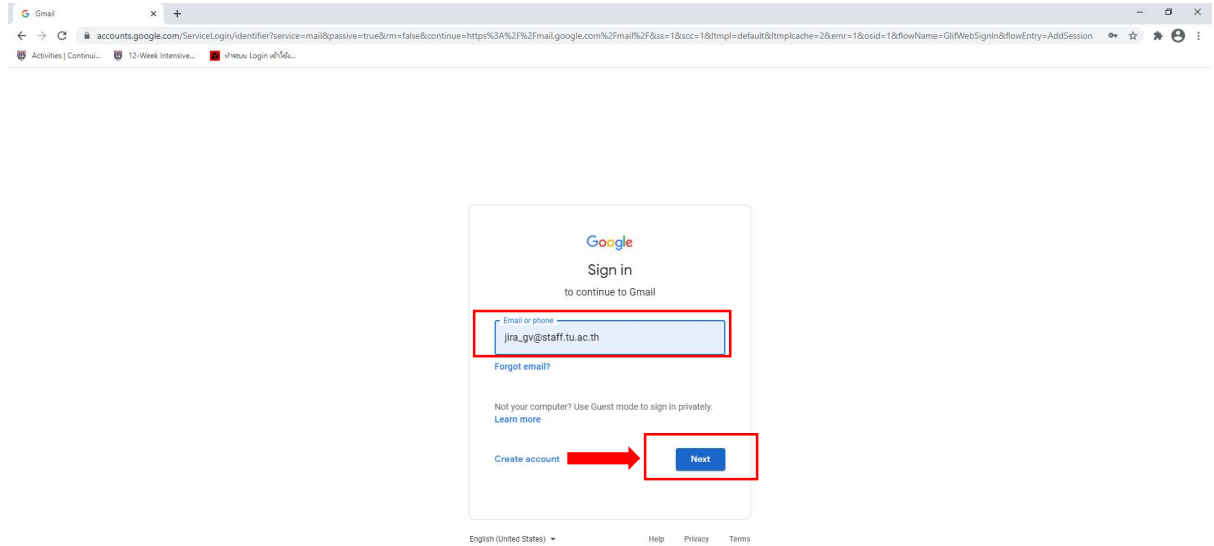 Gmail
accounts.google.com/ServiceLogin/identifier?service=mail&passive=true&rm=false&continue=https%3A%2F%2Fmail.google.com%2Fmail%2F&ss=1&scc=1&ltmpl=default&ltmplcache=2&emr=1&osid=1&flowName=GlifWebSignIn&flowEntry=AddSession
Activities | Continui... 12-Week Intensive... Login
Google
Sign in
to continue to Gmail
Email or phone
jira_gv@staff.tu.ac.th
Forgot email?
Not your computer? Use Guest mode to sign in privately.
Learn more
Create account Next
English (United States) Help Privacy Terms